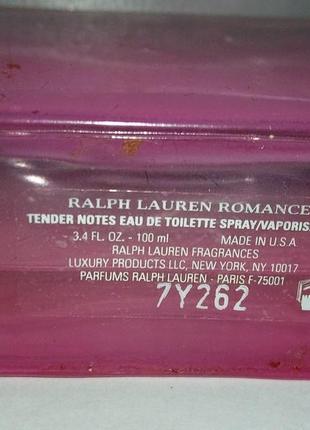 RALPH LAUREN ROMANCE
TENDER NOTES EAU DE TOILETTE SPRAY/VAPORIS
3.4 FL. OZ. - 100 ml MADE IN U.S.A
RALPH LAUREN FRAGRANCES
LUXURY PRODUCTS LLC, NEW YORK, NY 10017
PARFUMS RALPH LAUREN - PARIS F-75001
7Y262